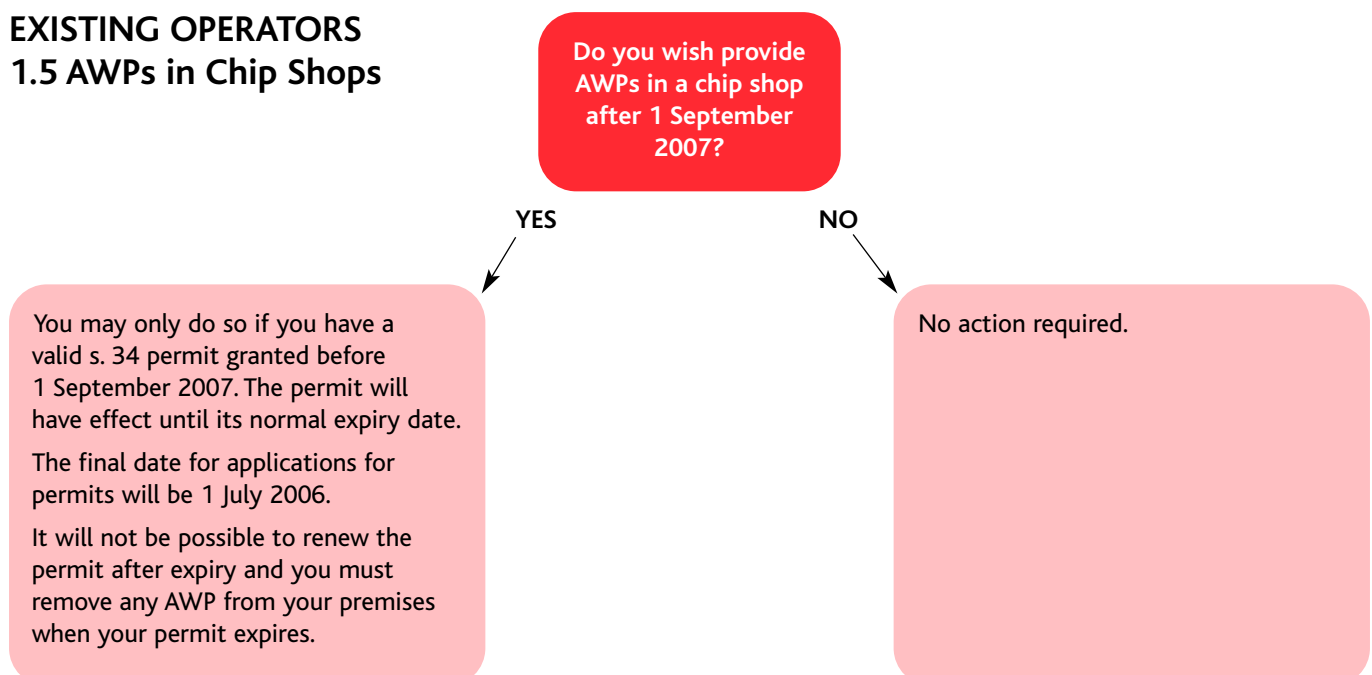 EXISTING OPERATORS
1.5 AWPs in Chip Shops
Do you wish provide
AWPs in a chip shop
after 1 September
2007?
YES
NO
You may only do so if you have a
valid s. 34 permit granted before
1 September 2007. The permit will
have effect until its normal expiry date.
The final date for applications for
permits will be 1 July 2006.
It will not be possible to renew the
permit after expiry and you must
remove any AWP from your premises
when your permit expires.
No action required.